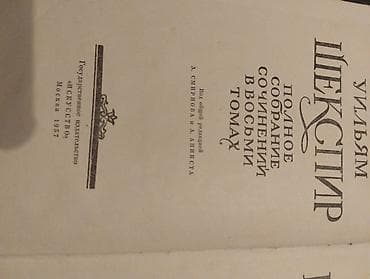 УИЛЬЯМ
ШЕКСПИР
ПОЛНОЕ
СОБРАНИЕ
СОЧИНЕНИЙ
В ВОСЬМИ
ТОМАХ
Под общей редакцией
А. СМИРНОВА и А. АНИКСТА
Государственное издательство
«ИСКУССТВО»
Москва 1957